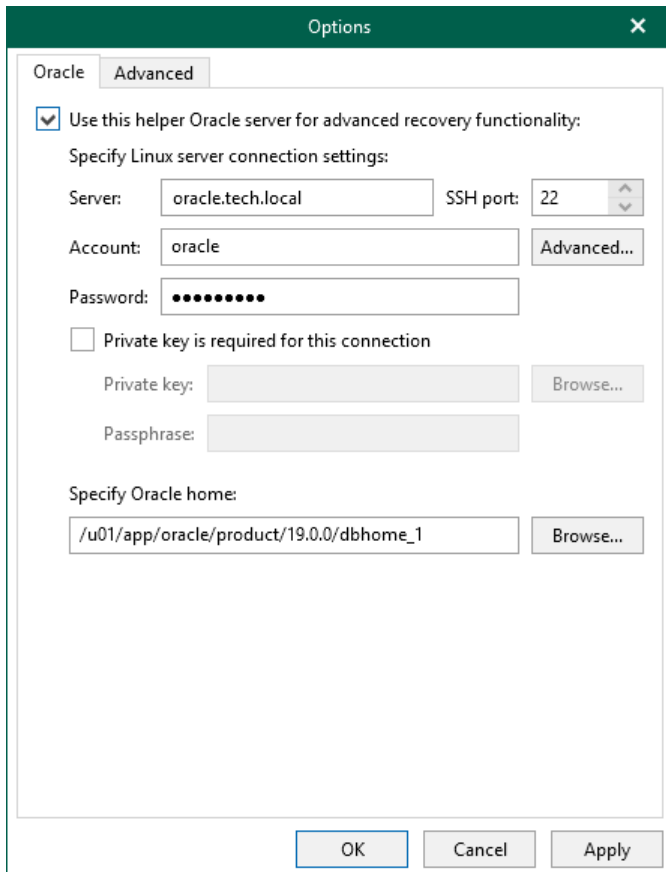 Options
Oracle Advanced
Use this helper Oracle server for advanced recovery functionality:
Specify Linux server connection settings:
Server: oracle.tech.local SSH port: 22
Account: oracle Advanced...
Password: ●●●●●●●●●
Private key is required for this connection
Private key: Browse...
Passphrase:
Specify Oracle home:
/u01/app/oracle/product/19.0.0/dbhome_1 Browse...
OK Cancel Apply